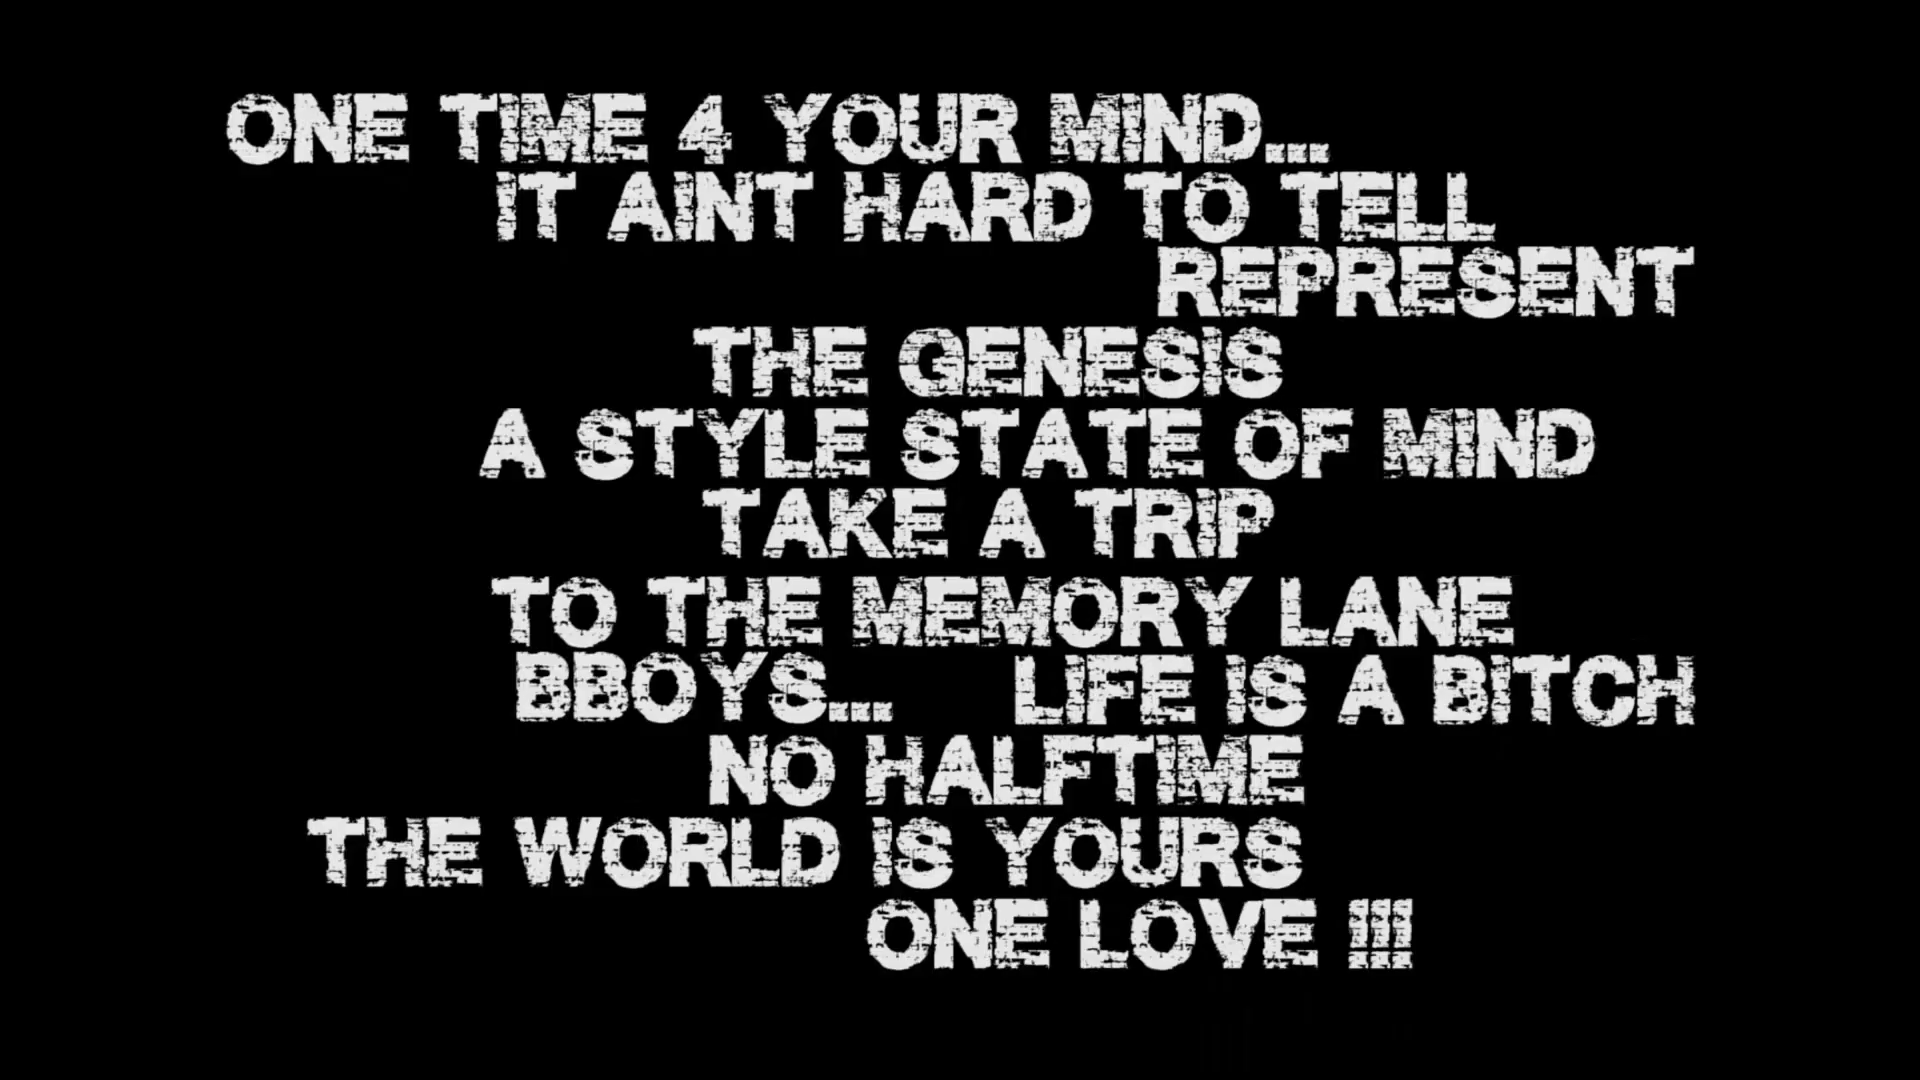 ONE TIME 4 YOUR MIND...
IT AINT HARD TO TELL
REPRESENT
THE GENESIS
A STYLE STATE OF MIND
TAKE A TRIP
TO THE MEMORY LANE
BBOYS... LIFE IS A BITCH
NO HALFTIME
THE WORLD IS YOURS
ONE LOVE !!!